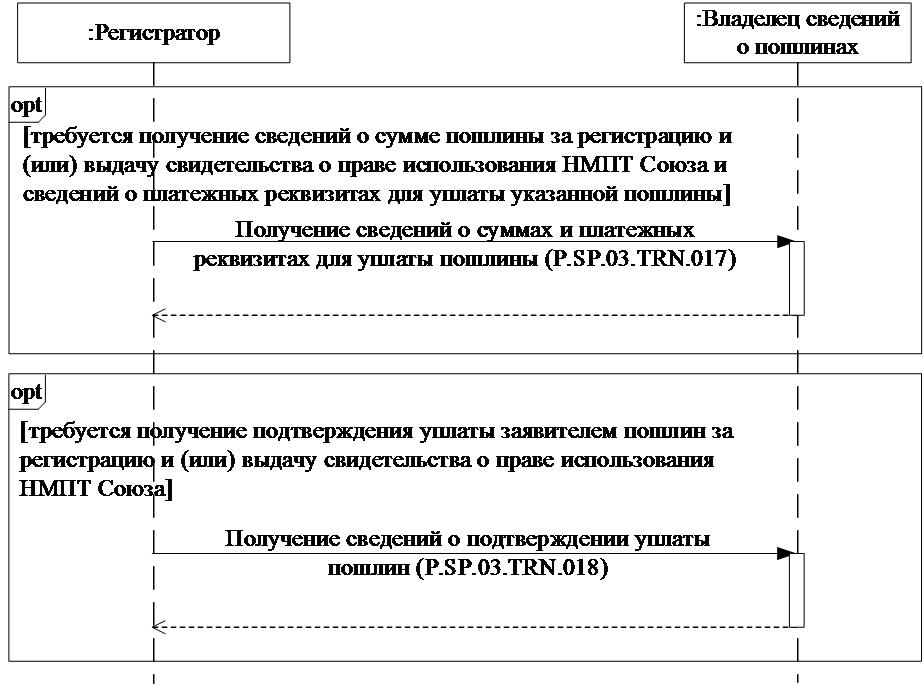 :Регистратор
:Владелец сведений
о пошлинах
opt
[требуется получение сведений о сумме пошлины за регистрацию и
(или) выдачу свидетельства о праве использования НМПТ Союза и
сведений о платежных реквизитах для уплаты указанной пошлины]
Получение сведений о суммах и платежных
реквизитах для уплаты пошлины (P.SP.03.TRN.017)
opt
[требуется получение подтверждения уплаты заявителем пошлин за
регистрацию и (или) выдачу свидетельства о праве использования
НМПТ Союза]
Получение сведений о подтверждении уплаты
пошлин (P.SP.03.TRN.018)